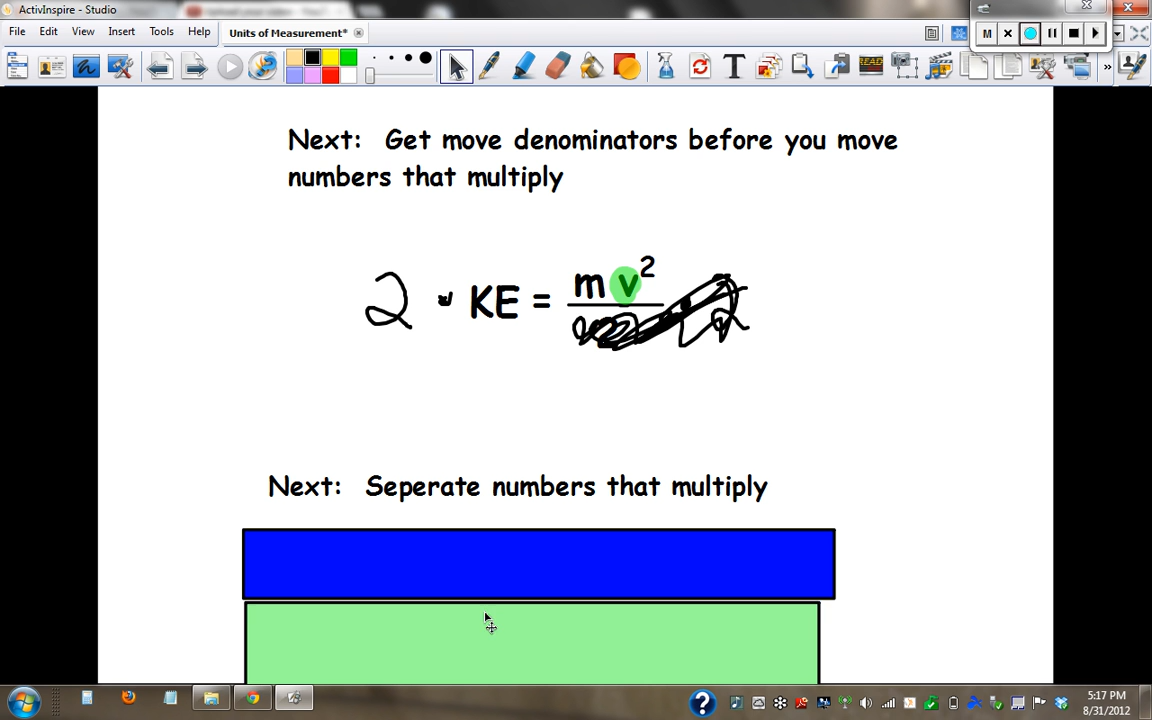 ActivInspire - Studio
File Edit View Insert Tools Help Units of Measurement*
Next: Get move denominators before you move
numbers that multiply
2 · KE = m v²
Next: Seperate numbers that multiply
5:17 PM
8/31/2012